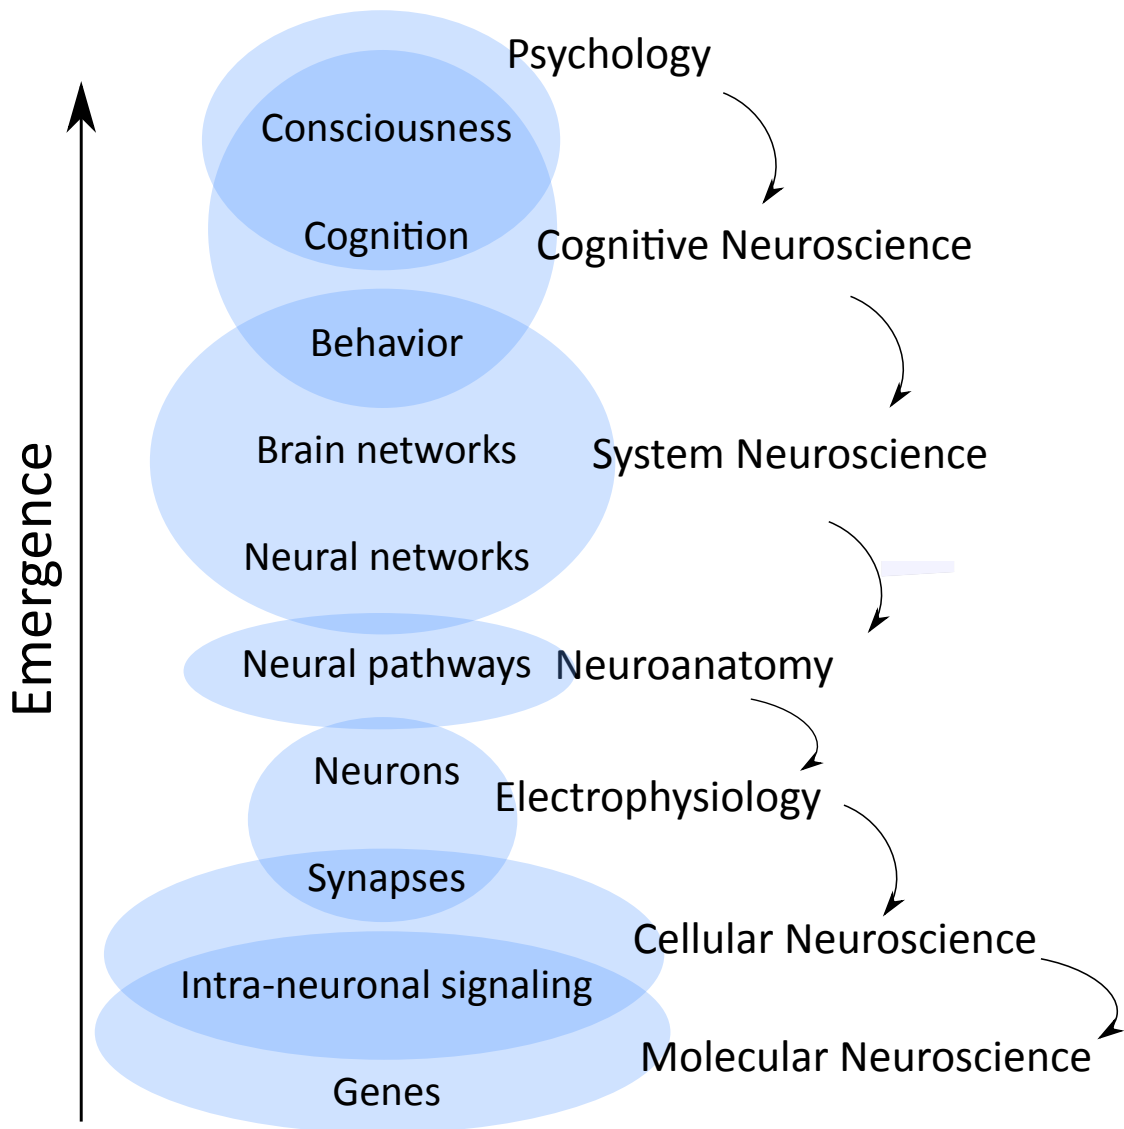 Psychology
Consciousness
Cognition
Cognitive Neuroscience
Behavior
Brain networks
System Neuroscience
Emergence
Neural networks
Neural pathways
Neuroanatomy
Neurons
Electrophysiology
Synapses
Cellular Neuroscience
Intra-neuronal signaling
Molecular Neuroscience
Genes